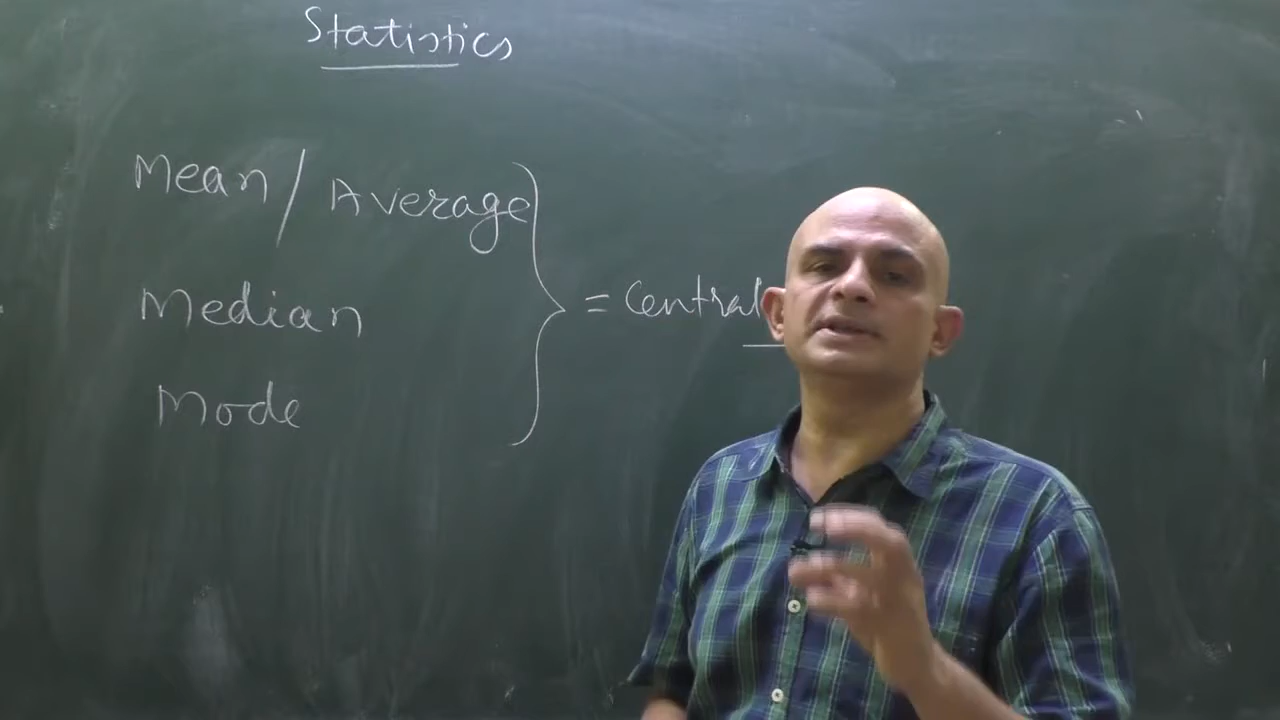 Statistics
Mean / Average
Median
= Central
Mode